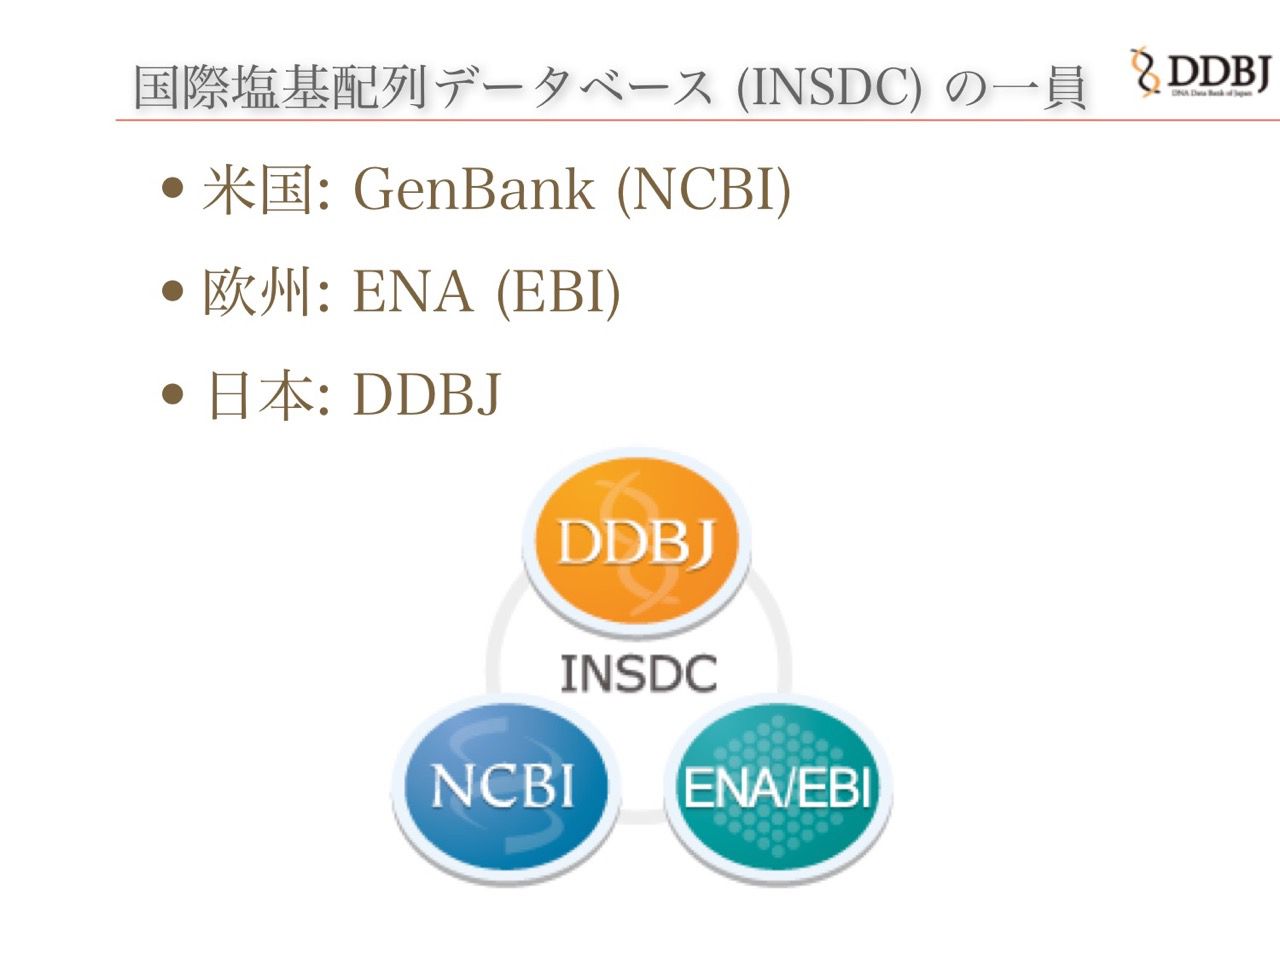 国際塩基配列データベース (INSDC) の一員
DDBJ
DNA Data Bank of Japan
• 米国: GenBank (NCBI)
• 欧州: ENA (EBI)
• 日本: DDBJ
DDBJ
INSDC
NCBI
ENA/EBI